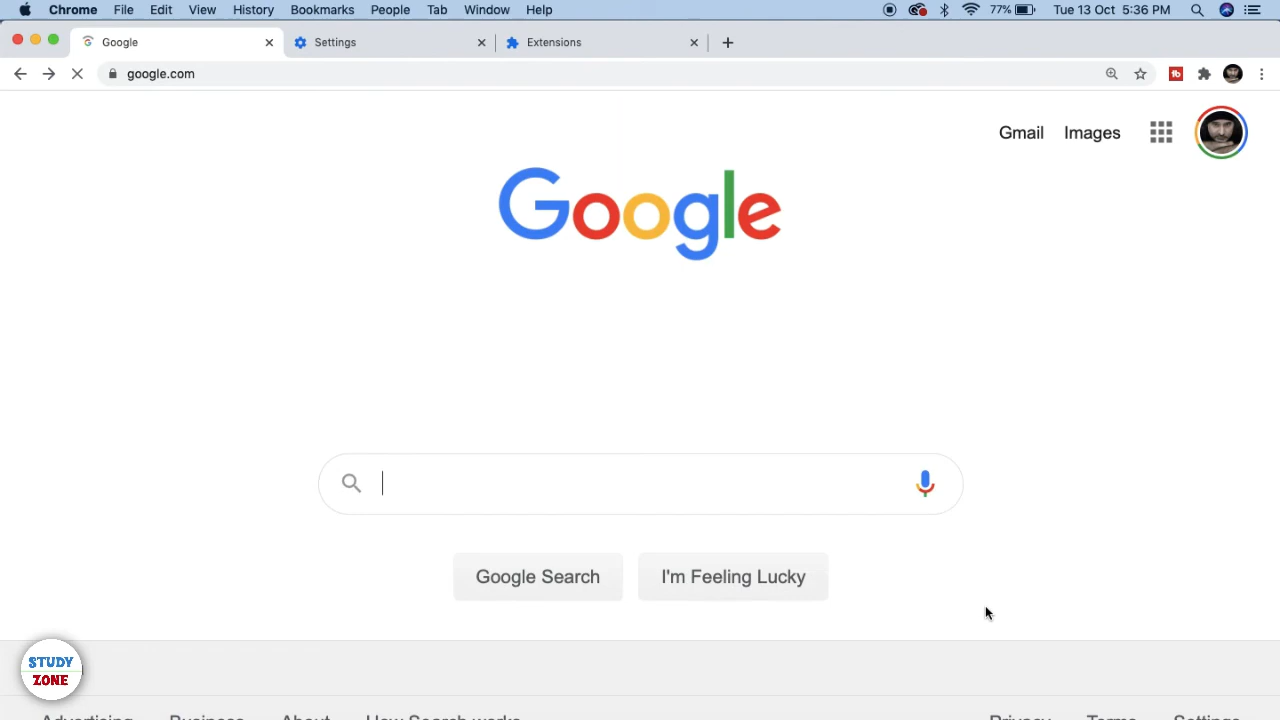 Chrome File Edit View History Bookmarks People Tab Window Help 77% Tue 13 Oct 5:36 PM
Google Settings Extensions
google.com
Gmail Images
Google
Google Search I'm Feeling Lucky
STUDY
ZONE
Advertising Business About How Search works Privacy Terms Settings